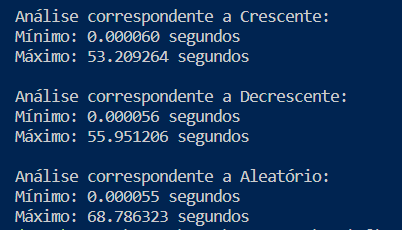 Análise correspondente a Crescente:
Mínimo: 0.000060 segundos
Máximo: 53.209264 segundos
Análise correspondente a Decrescente:
Mínimo: 0.000056 segundos
Máximo: 55.951206 segundos
Análise correspondente a Aleatório:
Mínimo: 0.000055 segundos
Máximo: 68.786323 segundos